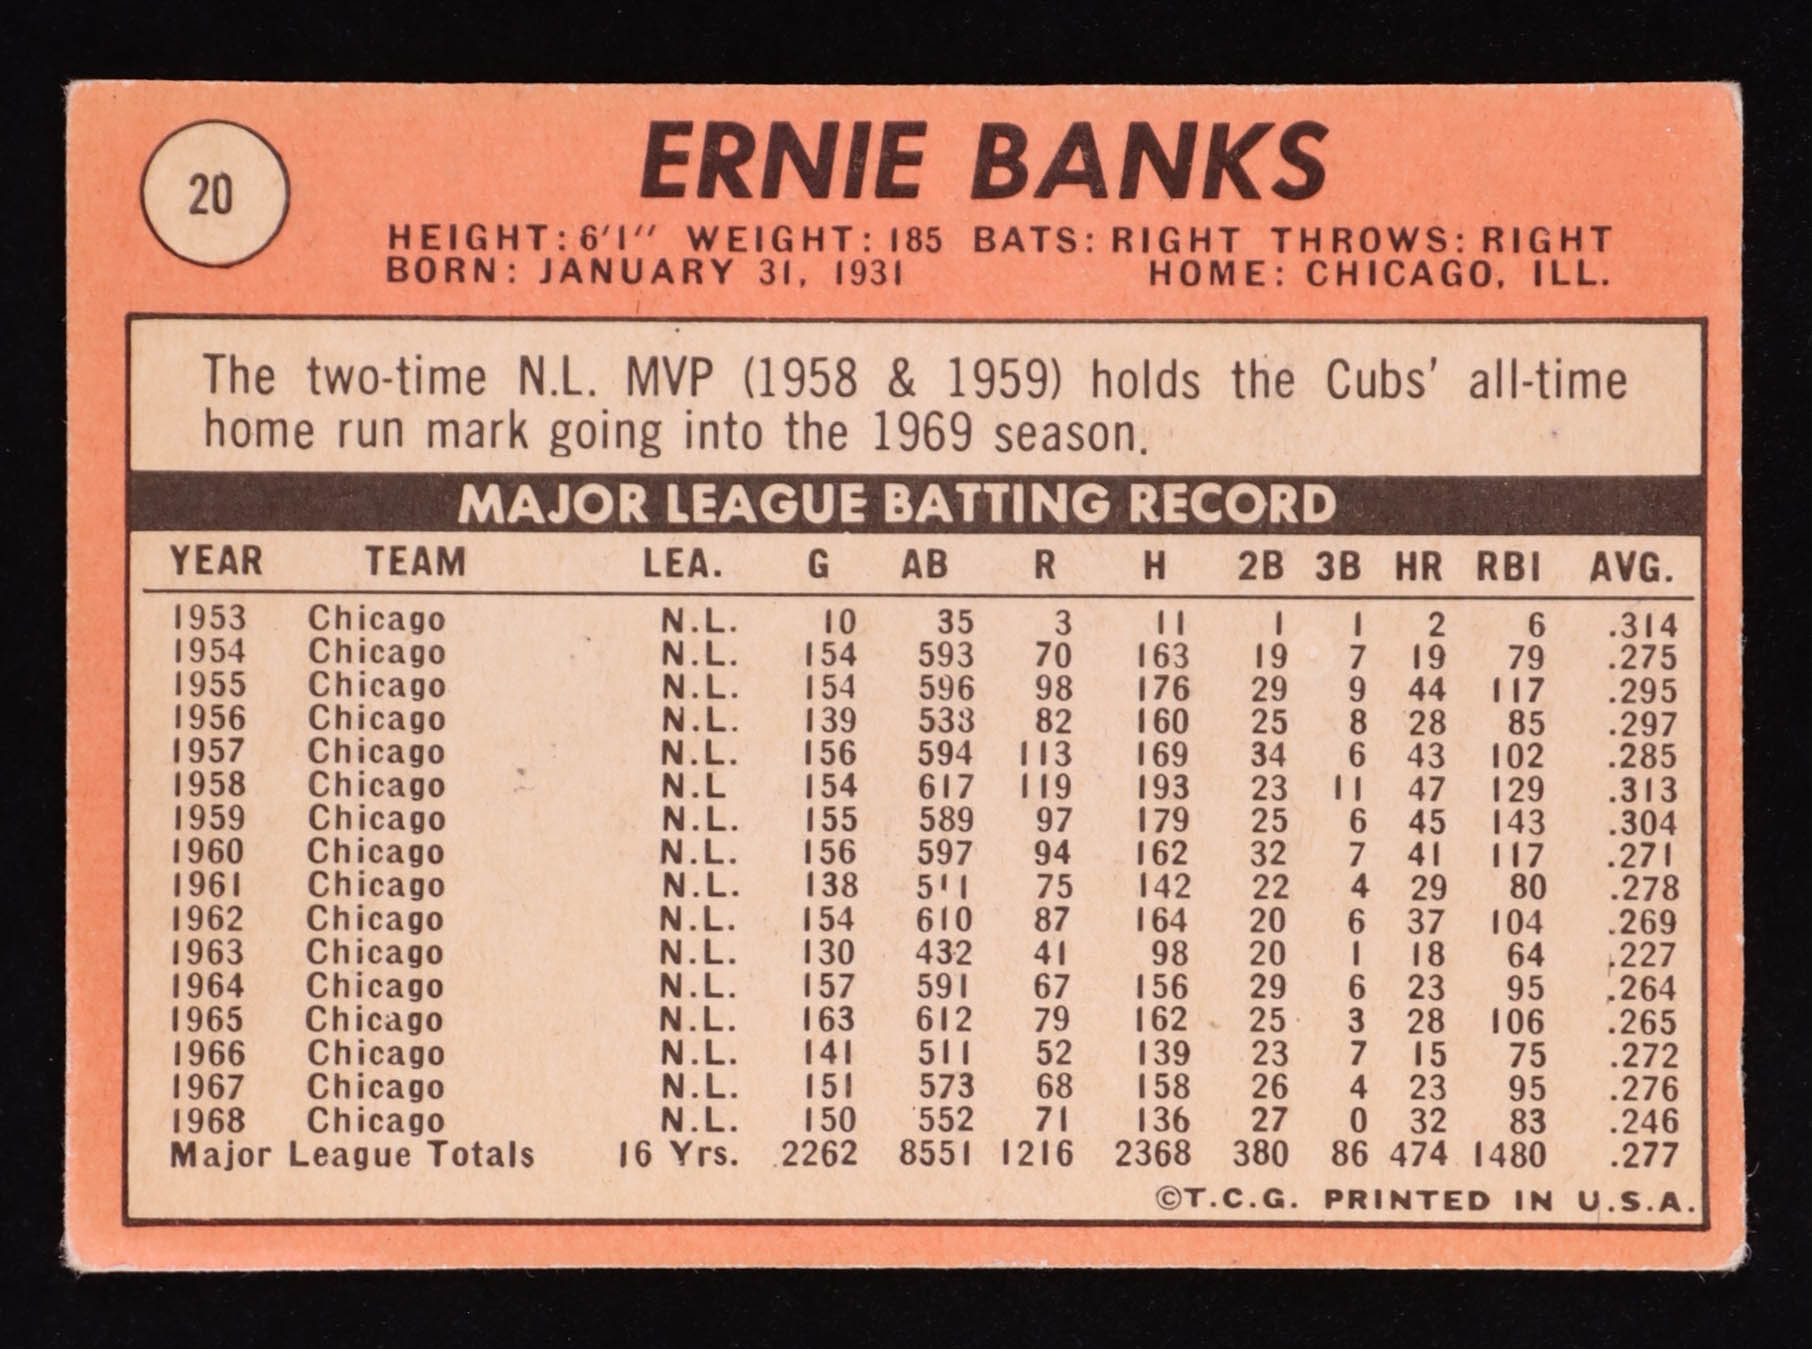 20
ERNIE BANKS
HEIGHT: 6'1" WEIGHT: 185 BATS: RIGHT THROWS: RIGHT
BORN: JANUARY 31, 1931 HOME: CHICAGO, ILL.
The two-time N.L. MVP (1958 & 1959) holds the Cubs' all-time
home run mark going into the 1969 season.
MAJOR LEAGUE BATTING RECORD
YEAR TEAM LEA. G AB R H 2B 3B HR RBI AVG.
1953 Chicago N.L. 10 35 3 11 1 1 2 6 .314
1954 Chicago N.L. 154 593 70 163 19 7 19 79 .275
1955 Chicago N.L. 154 596 98 176 29 9 44 117 .295
1956 Chicago N.L. 139 538 82 160 25 8 28 85 .297
1957 Chicago N.L. 156 594 113 169 34 6 43 102 .285
1958 Chicago N.L 154 617 119 193 23 11 47 129 .313
1959 Chicago N.L. 155 589 97 179 25 6 45 143 .304
1960 Chicago N.L. 156 597 94 162 32 7 41 117 .271
1961 Chicago N.L. 138 511 75 142 22 4 29 80 .278
1962 Chicago N.L. 154 610 87 164 20 6 37 104 .269
1963 Chicago N.L. 130 432 41 98 20 1 18 64 .227
1964 Chicago N.L. 157 591 67 156 29 6 23 95 .264
1965 Chicago N.L. 163 612 79 162 25 3 28 106 .265
1966 Chicago N.L. 141 511 52 139 23 7 15 75 .272
1967 Chicago N.L. 151 573 68 158 26 4 23 95 .276
1968 Chicago N.L. 150 552 71 136 27 0 32 83 .246
Major League Totals 16 Yrs. 2262 8551 1216 2368 380 86 474 1480 .277
©T.C.G. PRINTED IN U.S.A.